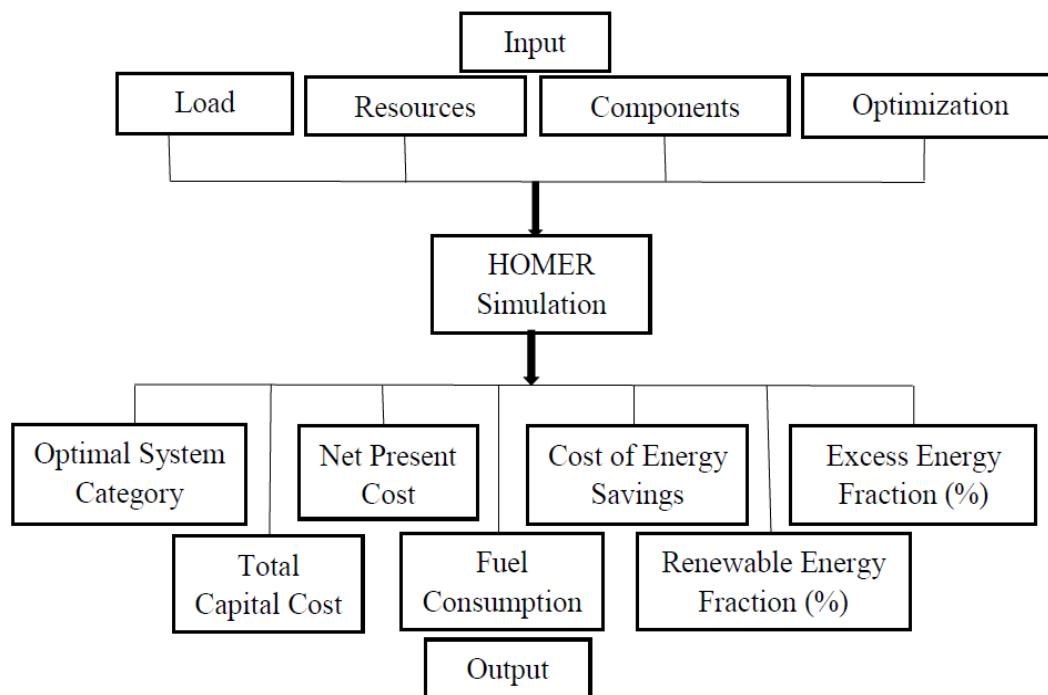 Input
Load
Resources
Components
Optimization
HOMER
Simulation
Optimal System
Category
Net Present
Cost
Cost of Energy
Savings
Excess Energy
Fraction (%)
Total
Capital Cost
Fuel
Consumption
Renewable Energy
Fraction (%)
Output